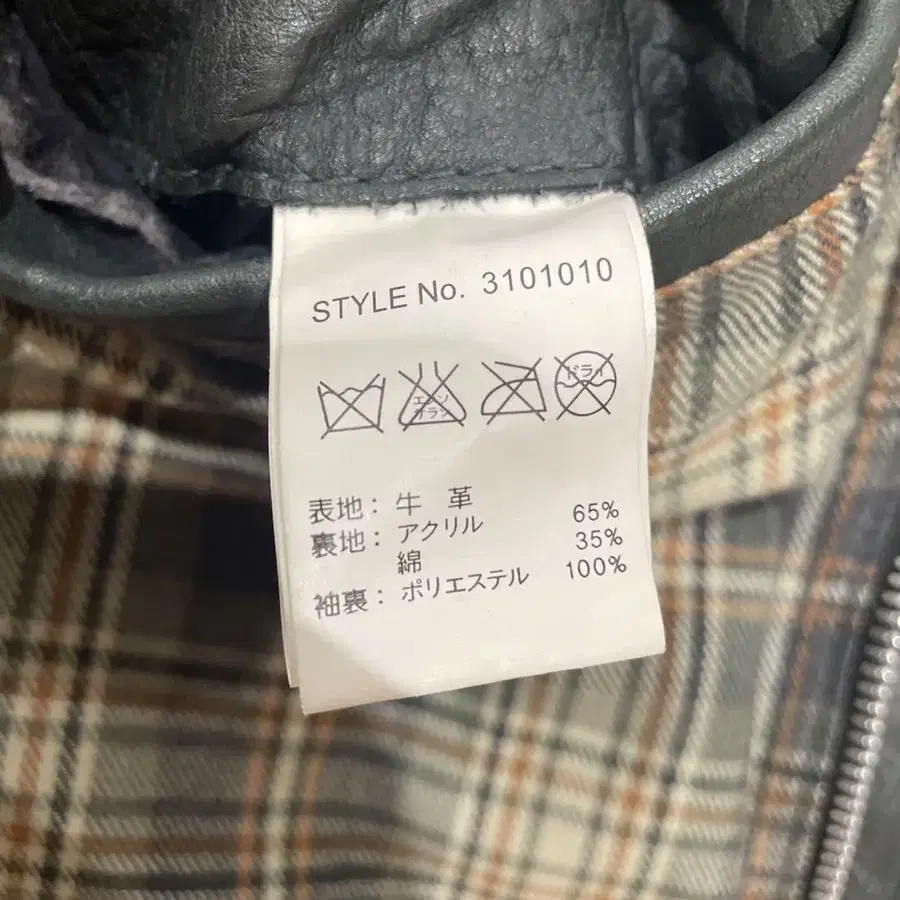 STYLE No. 3101010
エンソ
サラシ
ドライ
表地： 牛 革
裏地： アクリル 65%
綿 35%
袖裏： ポリエステル 100%